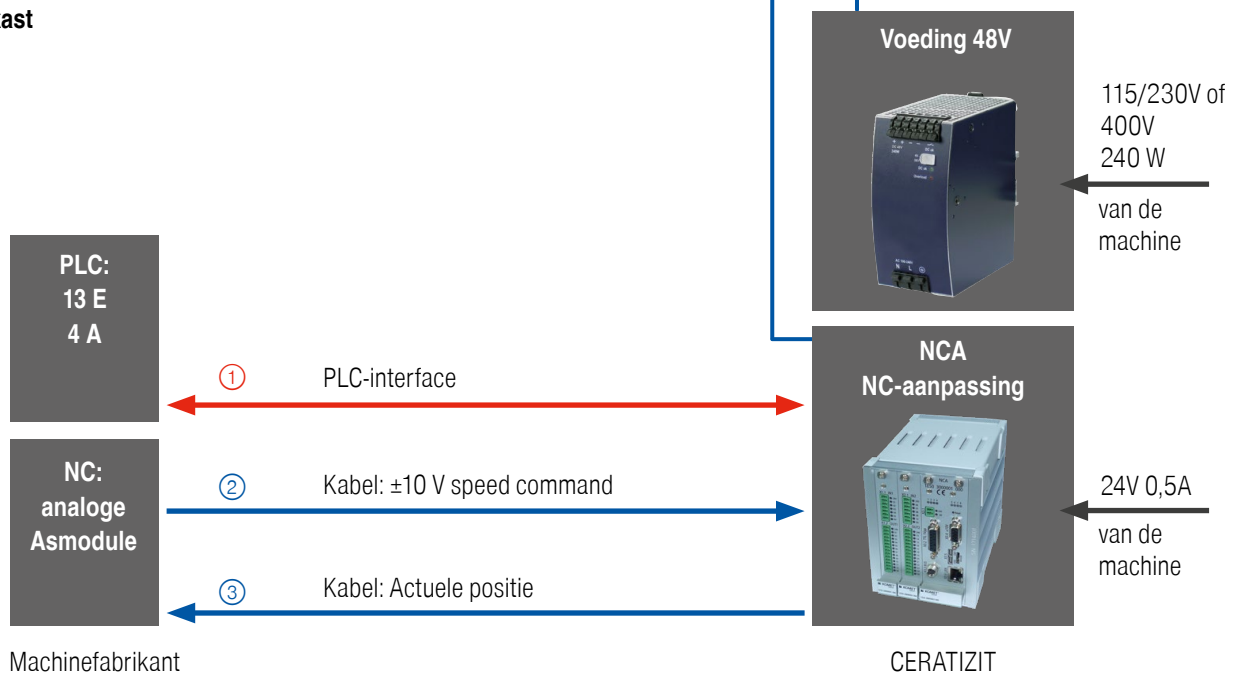 Voeding 48V
115/230V of
400V
240 W
van de
machine
PLC:
13 E
4 A
① PLC-interface
NCA
NC-aanpassing
NC:
analoge
Asmodule
② Kabel: ±10 V speed command
③ Kabel: Actuele positie
24V 0,5A
van de
machine
Machinefabrikant
CERATIZIT